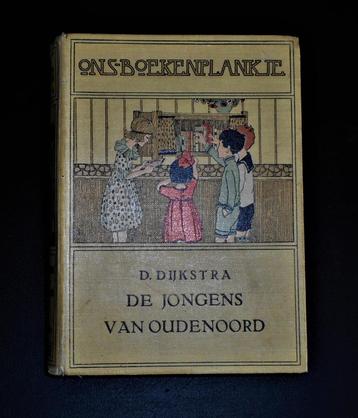 ONS-BOEKENPLANKJE
D. DIJKSTRA
DE JONGENS
VAN OUDENOORD